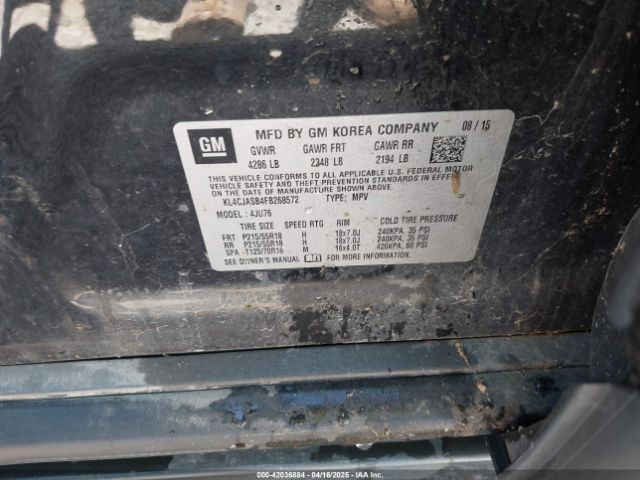 GM
MFD BY GM KOREA COMPANY 08 / 15
GVWR GAWR FRT GAWR RR
4286 LB 2348 LB 2194 LB
THIS VEHICLE CONFORMS TO ALL APPLICABLE U.S. FEDERAL MOTOR
VEHICLE SAFETY AND THEFT PREVENTION STANDARDS IN EFFECT
ON THE DATE OF MANUFACTURE SHOWN ABOVE.
KL4CJASB4FB268572 TYPE: MPV
MODEL : 4JU76
TIRE SIZE SPEED RTG RIM COLD TIRE PRESSURE
FRT P215/55R18 H 18x7.0J 240KPA, 35 PSI
RR P215/55R18 H 18x7.0J 240KPA, 35 PSI
SPA T125/70R16 M 16x4.0T 420KPA, 60 PSI
SEE OWNER'S MANUAL FOR MORE INFORMATION.
000-42036884 - 04/16/2025 - IAAI.COM